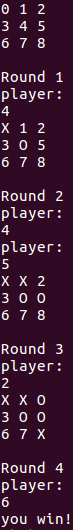 0 1 2
3 4 5
6 7 8
Round 1
player:
4
X 1 2
3 O 5
6 7 8
Round 2
player:
4
player:
5
X X 2
3 O O
6 7 8
Round 3
player:
2
X X O
3 O O
6 7 X
Round 4
player:
6
you win!